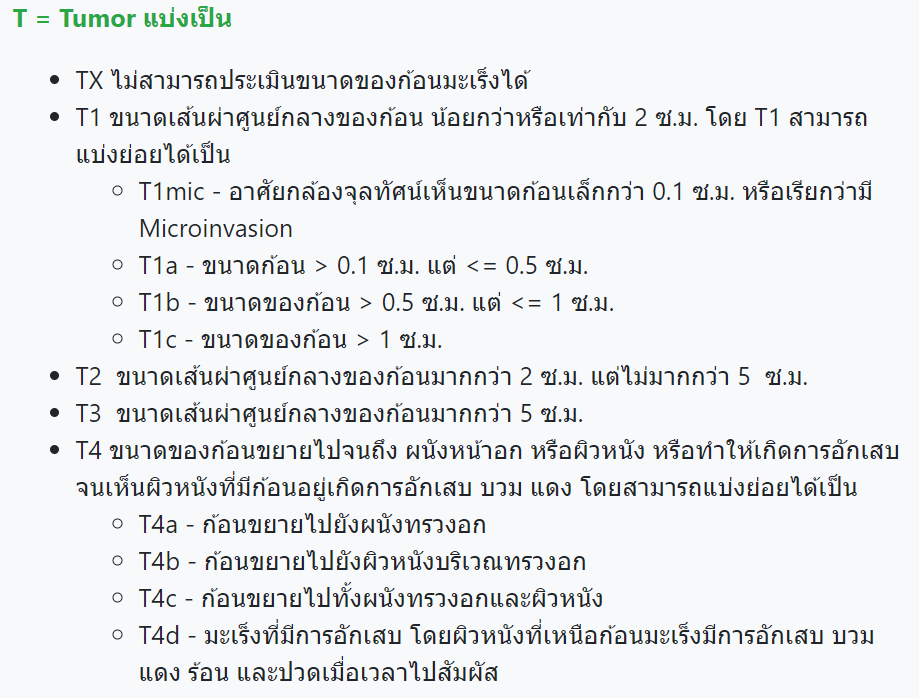 T = Tumor แบ่งเป็น
TX ไม่สามารถประเมินขนาดของก้อนมะเร็งได้
T1 ขนาดเส้นผ่าศูนย์กลางของก้อน น้อยกว่าหรือเท่ากับ 2 ซ.ม. โดย T1 สามารถ
แบ่งย่อยได้เป็น
T1mic - อาศัยกล้องจุลทัศน์เห็นขนาดก้อนเล็กกว่า 0.1 ซ.ม. หรือเรียกว่ามี
Microinvasion
T1a - ขนาดก้อน > 0.1 ซ.ม. แต่ <= 0.5 ซ.ม.
T1b - ขนาดของก้อน > 0.5 ซ.ม. แต่ <= 1 ซ.ม.
T1c - ขนาดของก้อน > 1 ซ.ม.
T2 ขนาดเส้นผ่าศูนย์กลางของก้อนมากกว่า 2 ซ.ม. แต่ไม่มากกว่า 5 ซ.ม.
T3 ขนาดเส้นผ่าศูนย์กลางของก้อนมากกว่า 5 ซ.ม.
T4 ขนาดของก้อนขยายไปจนถึง ผนังหน้าอก หรือผิวหนัง หรือทำให้เกิดการอักเสบ
จนเห็นผิวหนังที่มีก้อนอยู่เกิดการอักเสบ บวม แดง โดยสามารถแบ่งย่อยได้เป็น
T4a - ก้อนขยายไปยังผนังทรวงอก
T4b - ก้อนขยายไปยังผิวหนังบริเวณทรวงอก
T4c - ก้อนขยายไปทั้งผนังทรวงอกและผิวหนัง
T4d - มะเร็งที่มีการอักเสบ โดยผิวหนังที่เหนือก้อนมะเร็งมีการอักเสบ บวม
แดง ร้อน และปวดเมื่อเวลาไปสัมผัส